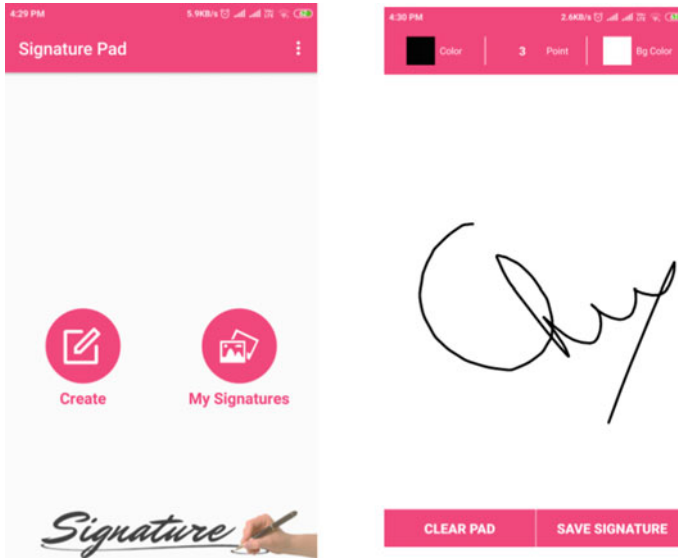 4:29 PM 5.9KB/s
Signature Pad
Create
My Signatures
Signature
4:30 PM 2.6KB/s
Color 3 Point Bg Color
CLEAR PAD SAVE SIGNATURE